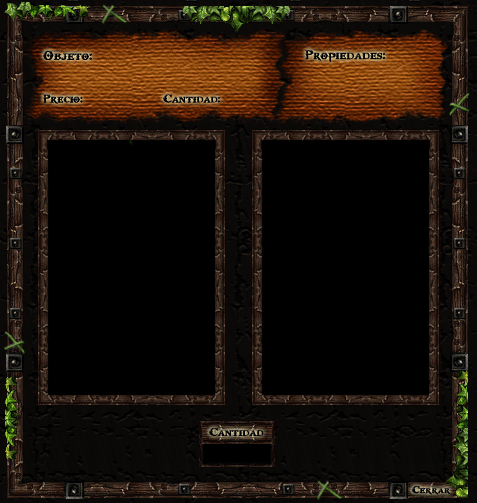 Objeto:
Propiedades:
Precio:
Cantidad:
Cantidad
Cerrar